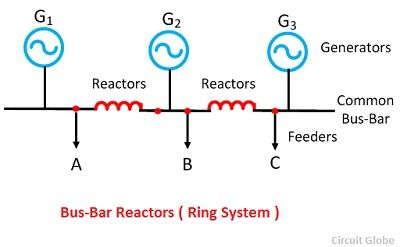 G1 G2 G3
Generators
Reactors Reactors
Common
Bus-Bar
Feeders
A B C
Bus-Bar Reactors ( Ring System )
Circuit Globe